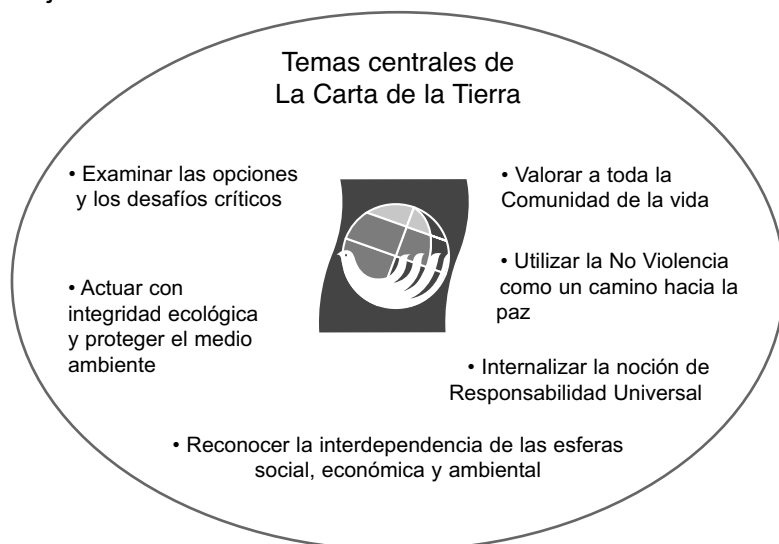 Temas centrales de
La Carta de la Tierra
• Examinar las opciones
y los desafíos críticos
• Actuar con
integridad ecológica
y proteger el medio
ambiente
• Valorar a toda la
Comunidad de la vida
• Utilizar la No Violencia
como un camino hacia la
paz
• Internalizar la noción de
Responsabilidad Universal
• Reconocer la interdependencia de las esferas
social, económica y ambiental